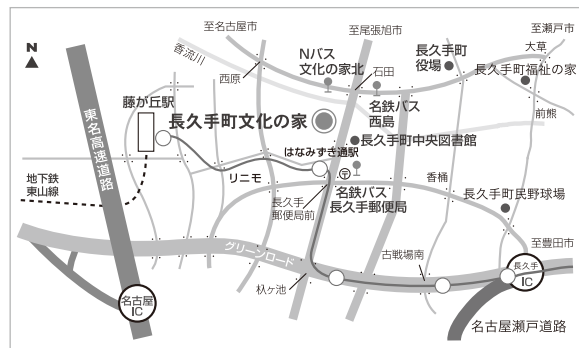 至名古屋市
至尾張旭市
至瀬戸市
N
香流川
Nバス
文化の家北
長久手町
役場
大草
西原
石田
長久手町福祉の家
藤が丘駅
長久手町文化の家
名鉄バス
西島
前熊
東名高速道路
長久手町中央図書館
はなみずき通駅
地下鉄
東山線
リニモ
〒
名鉄バス
長久手郵便局
香桶
長久手町民野球場
長久手
郵便局前
グリーンロード
古戦場南
至豊田市
杁ヶ池
長久手
IC
名古屋
IC
名古屋瀬戸道路